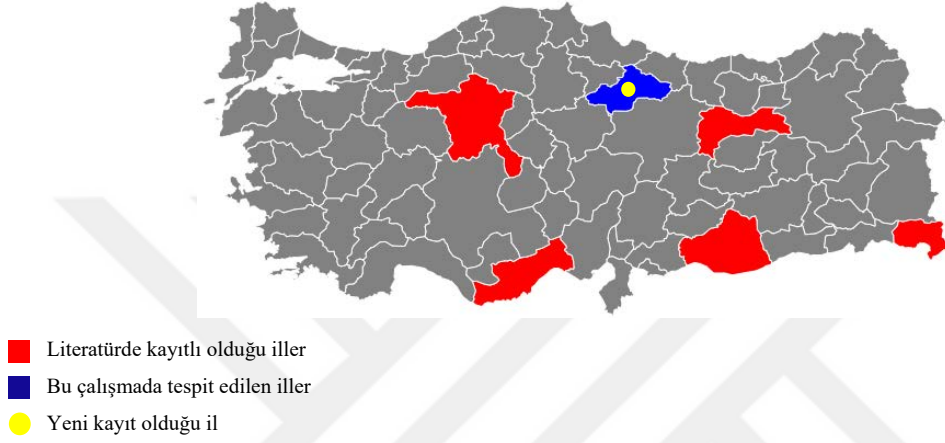 Literatürde kayıtlı olduğu iller
Bu çalışmada tespit edilen iller
Yeni kayıt olduğu il